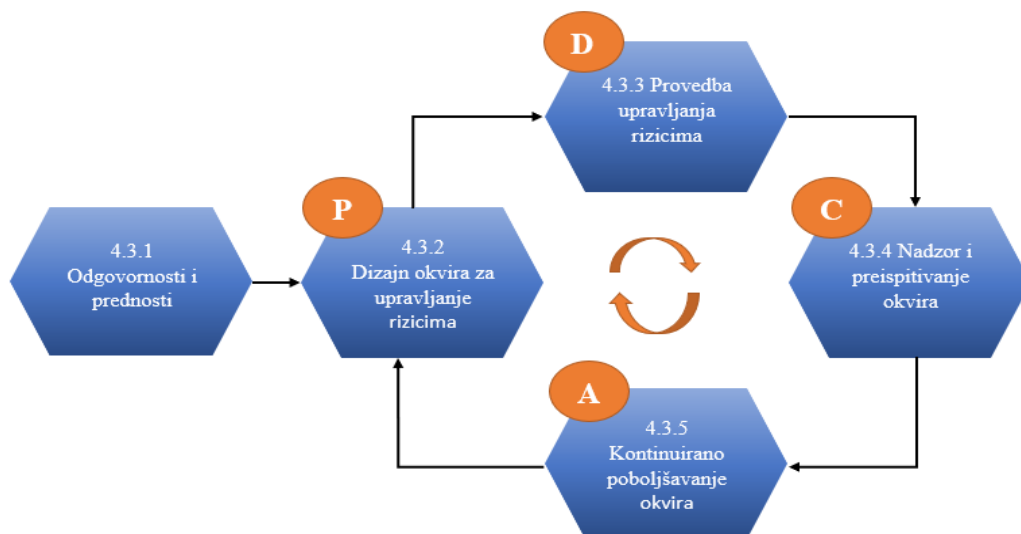 4.3.1
Odgovornosti i
prednosti
P
4.3.2
Dizajn okvira za
upravljanje
rizicima
D
4.3.3 Provedba
upravljanja
rizicima
C
4.3.4 Nadzor i
preispitivanje
okvira
A
4.3.5
Kontinuirano
poboljšavanje
okvira